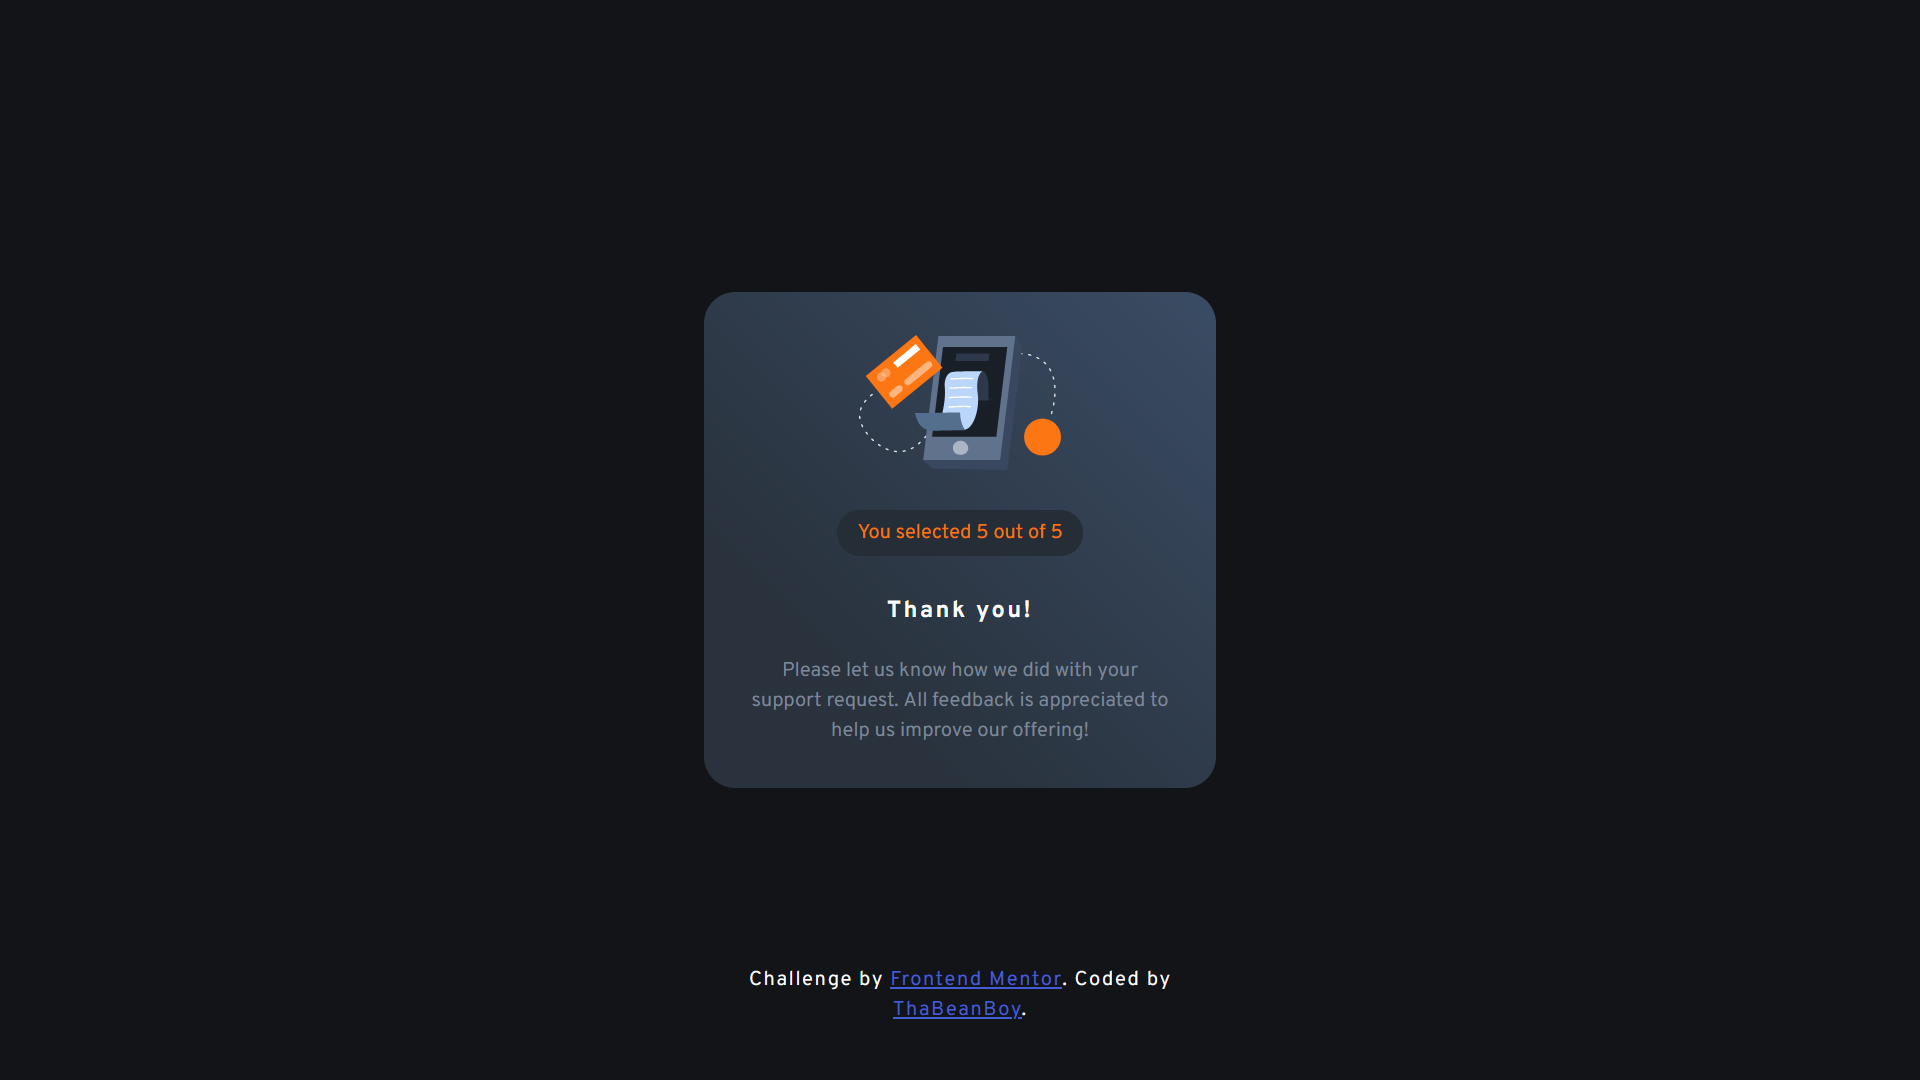 You selected 5 out of 5
Thank you!
Please let us know how we did with your
support request. All feedback is appreciated to
help us improve our offering!
Challenge by Frontend Mentor. Coded by
ThaBeanBoy.